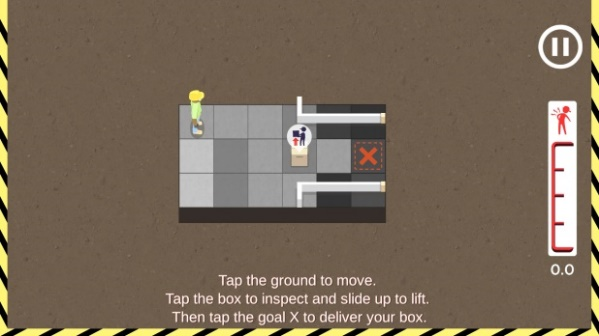 0.0
Tap the ground to move.
Tap the box to inspect and slide up to lift.
Then tap the goal X to deliver your box.